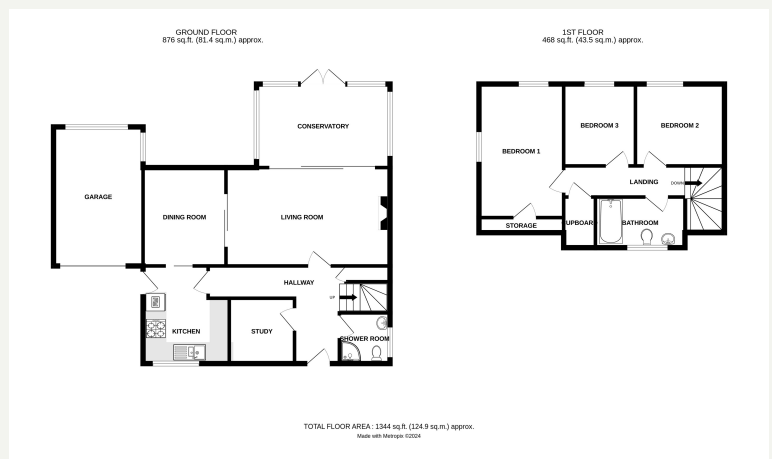 GROUND FLOOR
876 sq.ft. (81.4 sq.m.) approx.
1ST FLOOR
468 sq.ft. (43.5 sq.m.) approx.
CONSERVATORY
GARAGE
DINING ROOM
LIVING ROOM
HALLWAY
UP
KITCHEN
STUDY
SHOWER ROOM
BEDROOM 1
BEDROOM 3
BEDROOM 2
LANDING
DOWN
STORAGE
UPBOAR
BATHROOM
TOTAL FLOOR AREA : 1344 sq.ft. (124.9 sq.m.) approx.
Made with Metropix ©2024